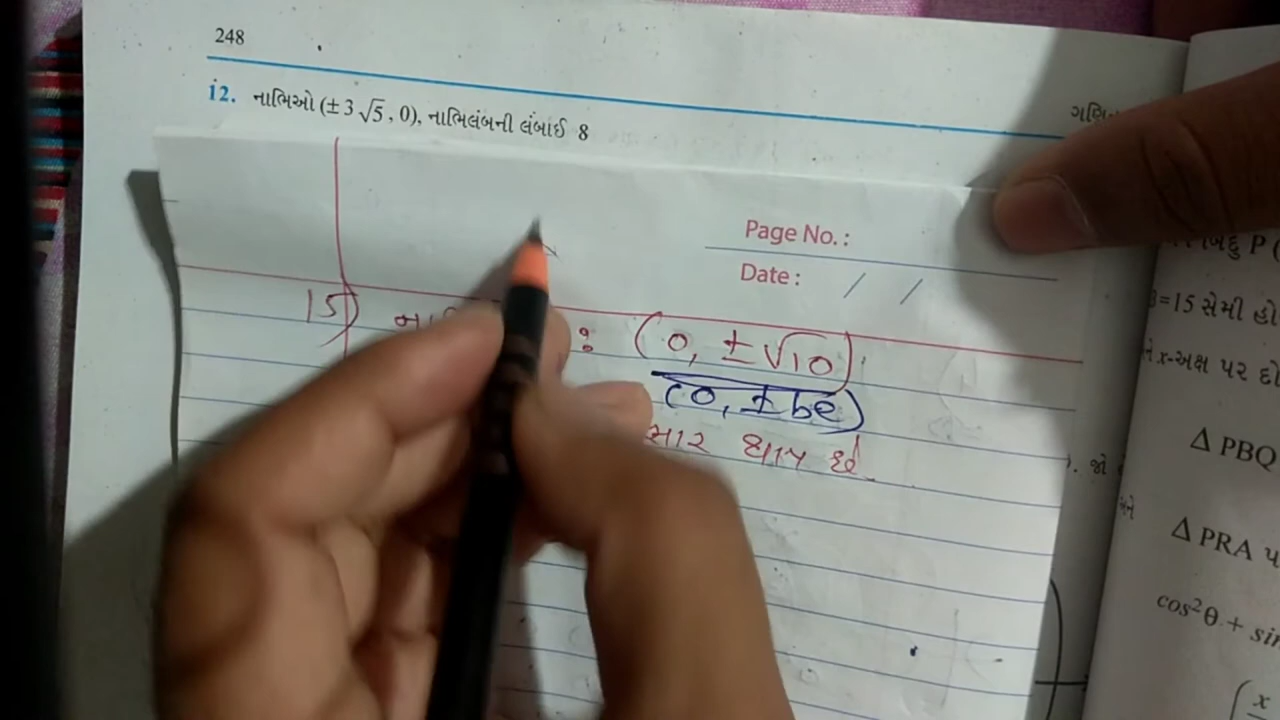 248
12. નાભિઓ (± 3 √5 , 0), નાભિલંબની લંબાઈ 8
Page No. :
Date : / /
15) : (0, ±√10)
(0, ±be)
થાય છે.
P (
=15 સેમી હો
x-અક્ષ પર
જો
Δ PBQ
Δ PRA પ
cos²θ + sin
(x